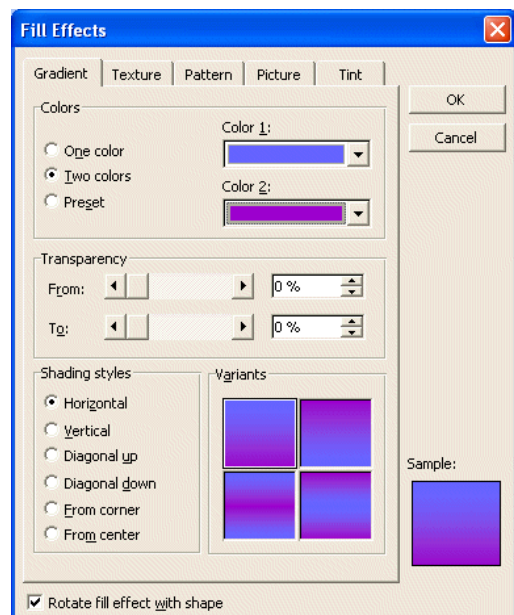 Fill Effects
Gradient Texture Pattern Picture Tint
OK
Cancel
Colors
One color
Two colors
Preset
Color 1:
Color 2:
Transparency
From: 0 %
To: 0 %
Shading styles
Horizontal
Vertical
Diagonal up
Diagonal down
From corner
From center
Variants
Sample:
Rotate fill effect with shape